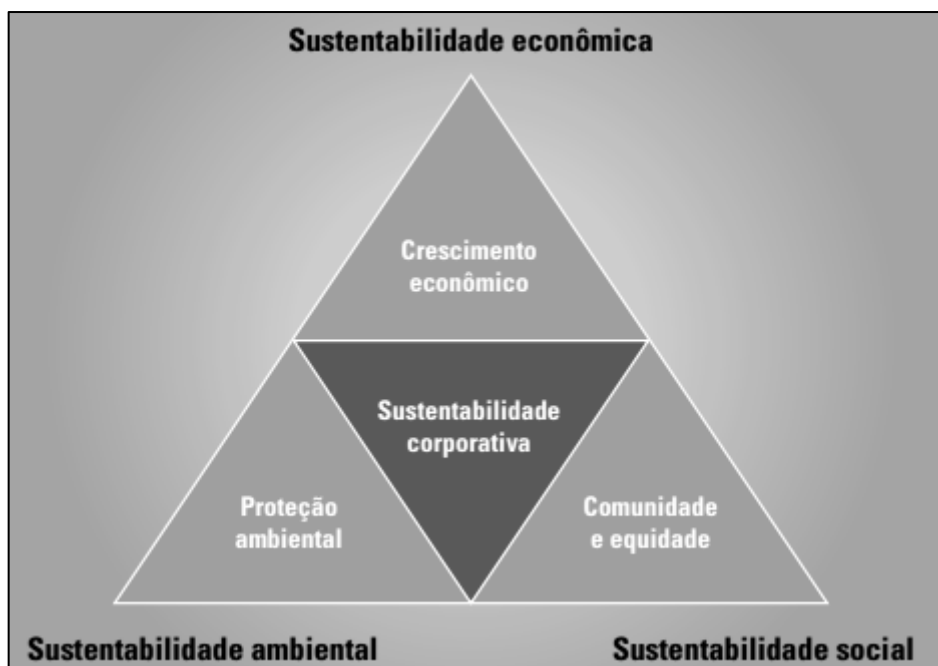 Sustentabilidade econômica
Crescimento
econômico
Sustentabilidade
corporativa
Proteção
ambiental
Comunidade
e equidade
Sustentabilidade ambiental
Sustentabilidade social